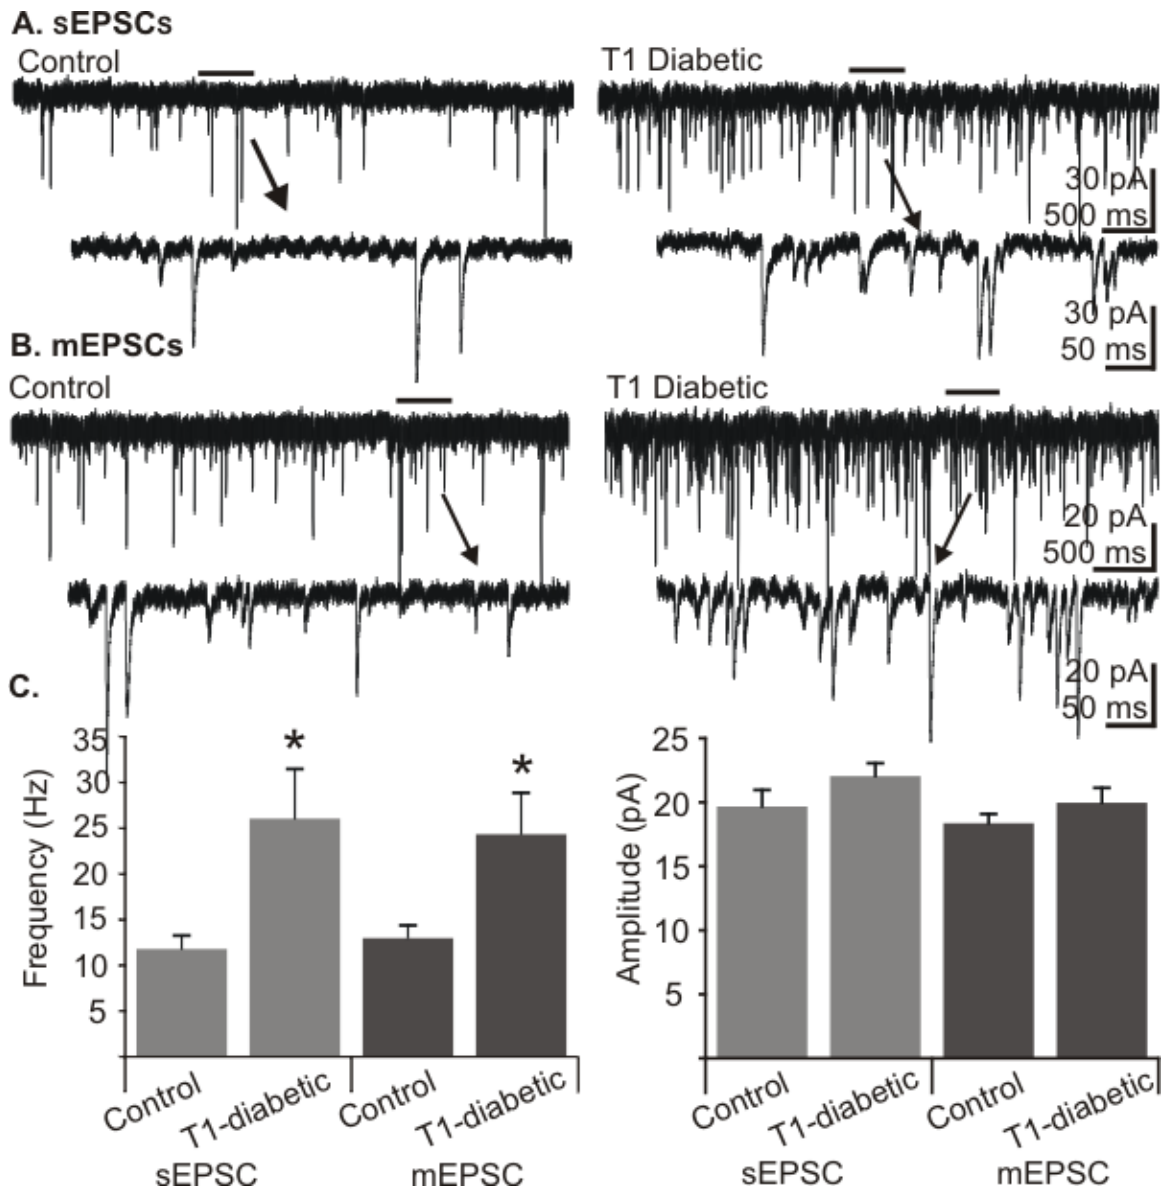 A. sEPSCs
Control
T1 Diabetic
30 pA
500 ms
30 pA
50 ms
B. mEPSCs
Control
T1 Diabetic
20 pA
500 ms
20 pA
50 ms
C.
Frequency (Hz)
35
30
25
20
15
10
5
*
*
Control
T1-diabetic
Control
T1-diabetic
sEPSC
mEPSC
Amplitude (pA)
25
20
15
10
5
Control
T1-diabetic
Control
T1-diabetic
sEPSC
mEPSC